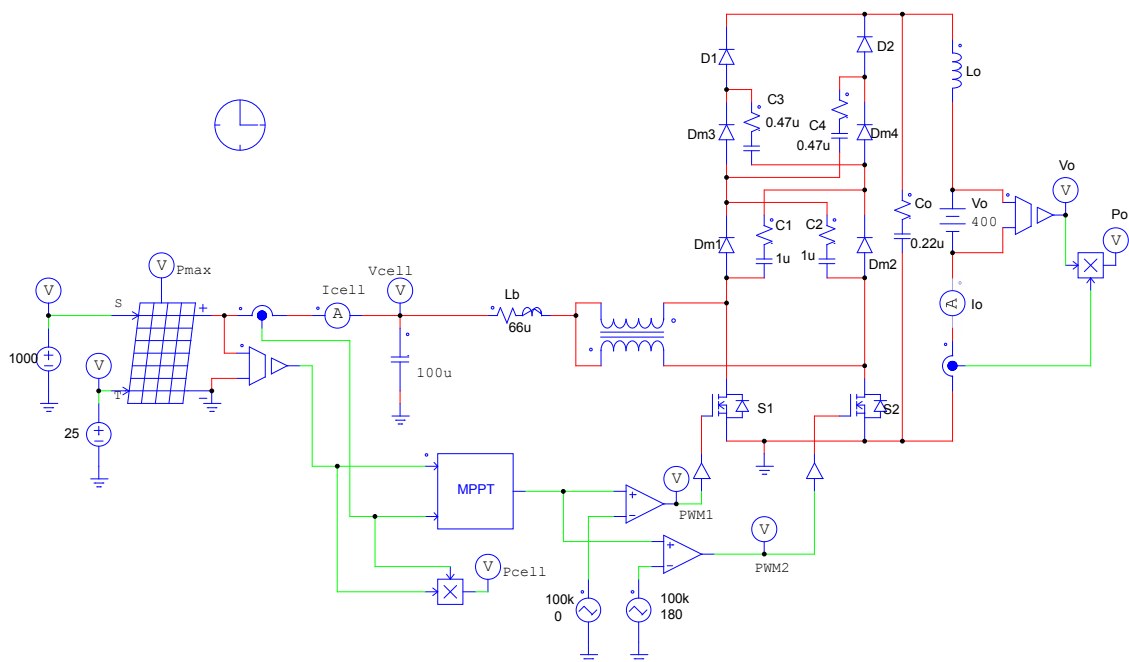 D1
D2
Lo
C3
0.47u
C4
0.47u
Dm3
Dm4
Io
V
Vo
Co
Vo
400
Po
V
C1
C2
Dm1
1u
1u
Dm2
0.22u
V
Pmax
Vcell
V
Icell
A
Lb
66u
A
Io
V
S
+
1000
100u
V
T
−
25
S1
S2
MPPT
V
PWM1
+
−
V
PWM2
+
−
V
Pcell
100k
0
100k
180